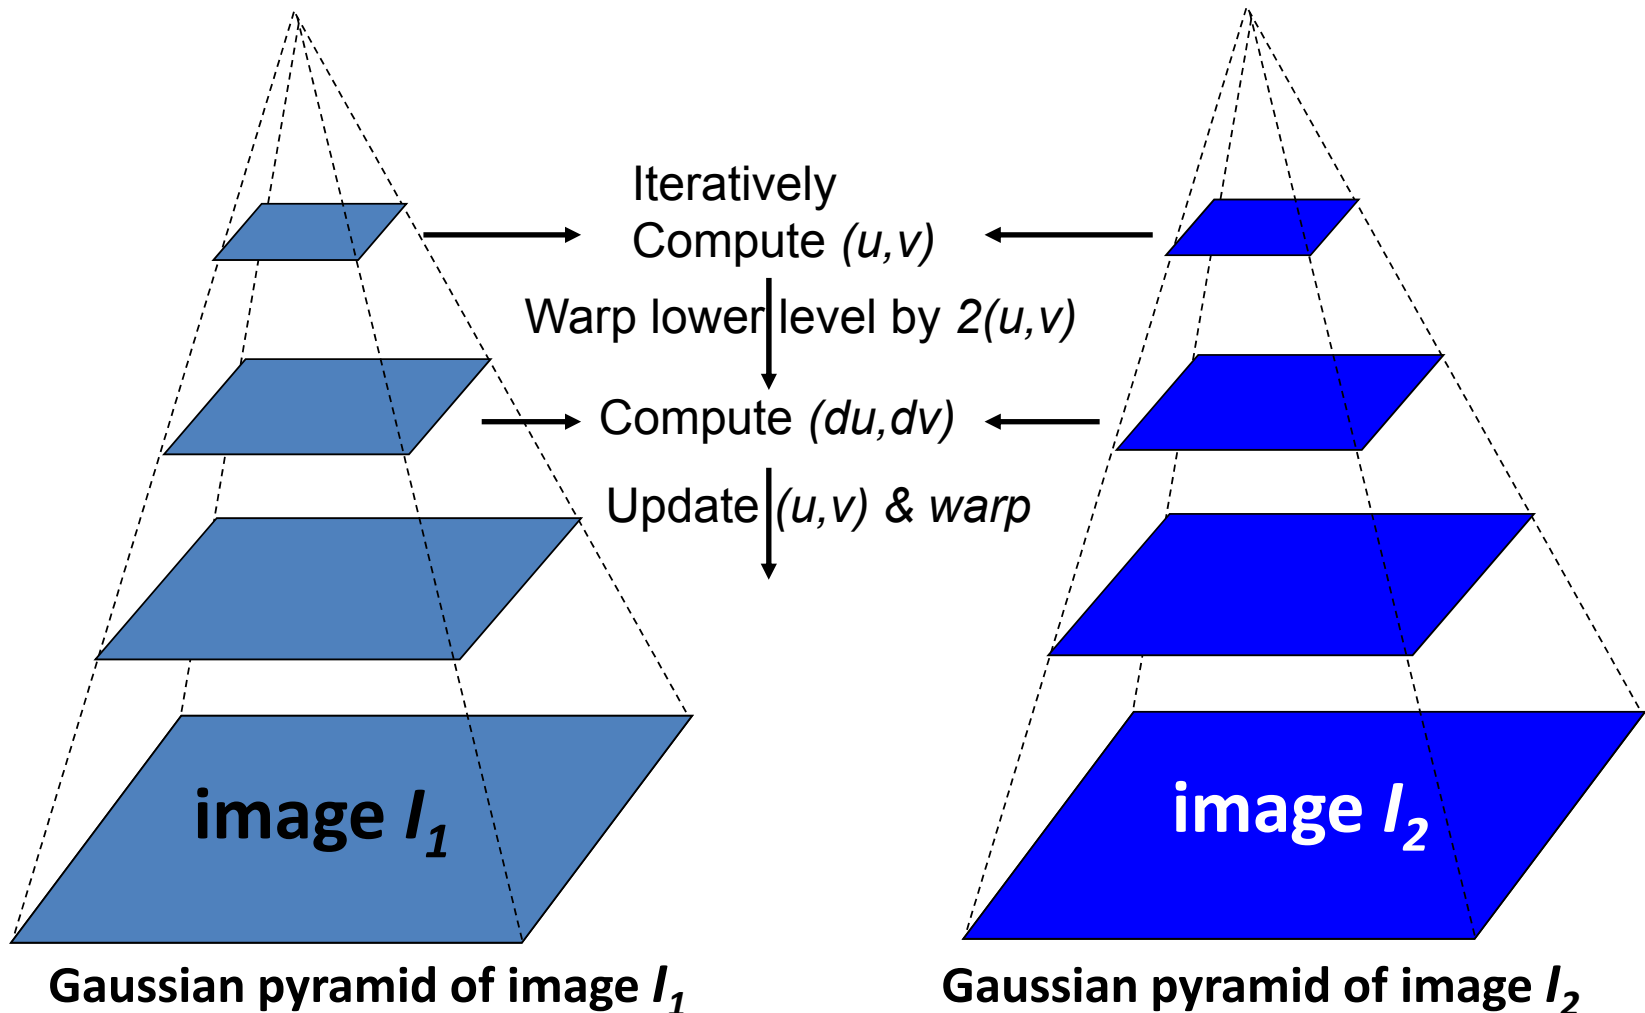 Iteratively
Compute (u,v)
Warp lower level by 2(u,v)
Compute (du,dv)
Update (u,v) & warp
image I1
image I2
Gaussian pyramid of image I1
Gaussian pyramid of image I2